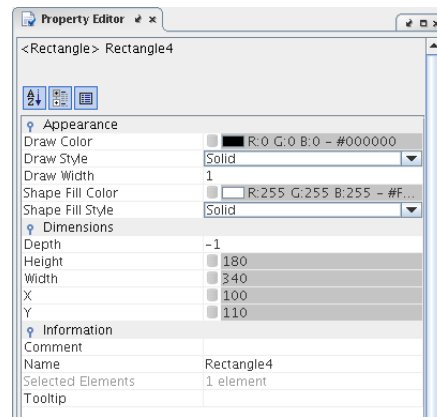 Property Editor
<Rectangle> Rectangle4
Appearance
Draw Color R:0 G:0 B:0 - #000000
Draw Style Solid
Draw Width 1
Shape Fill Color R:255 G:255 B:255 - #F...
Shape Fill Style Solid
Dimensions
Depth -1
Height 180
Width 340
X 100
Y 110
Information
Comment
Name Rectangle4
Selected Elements 1 element
Tooltip